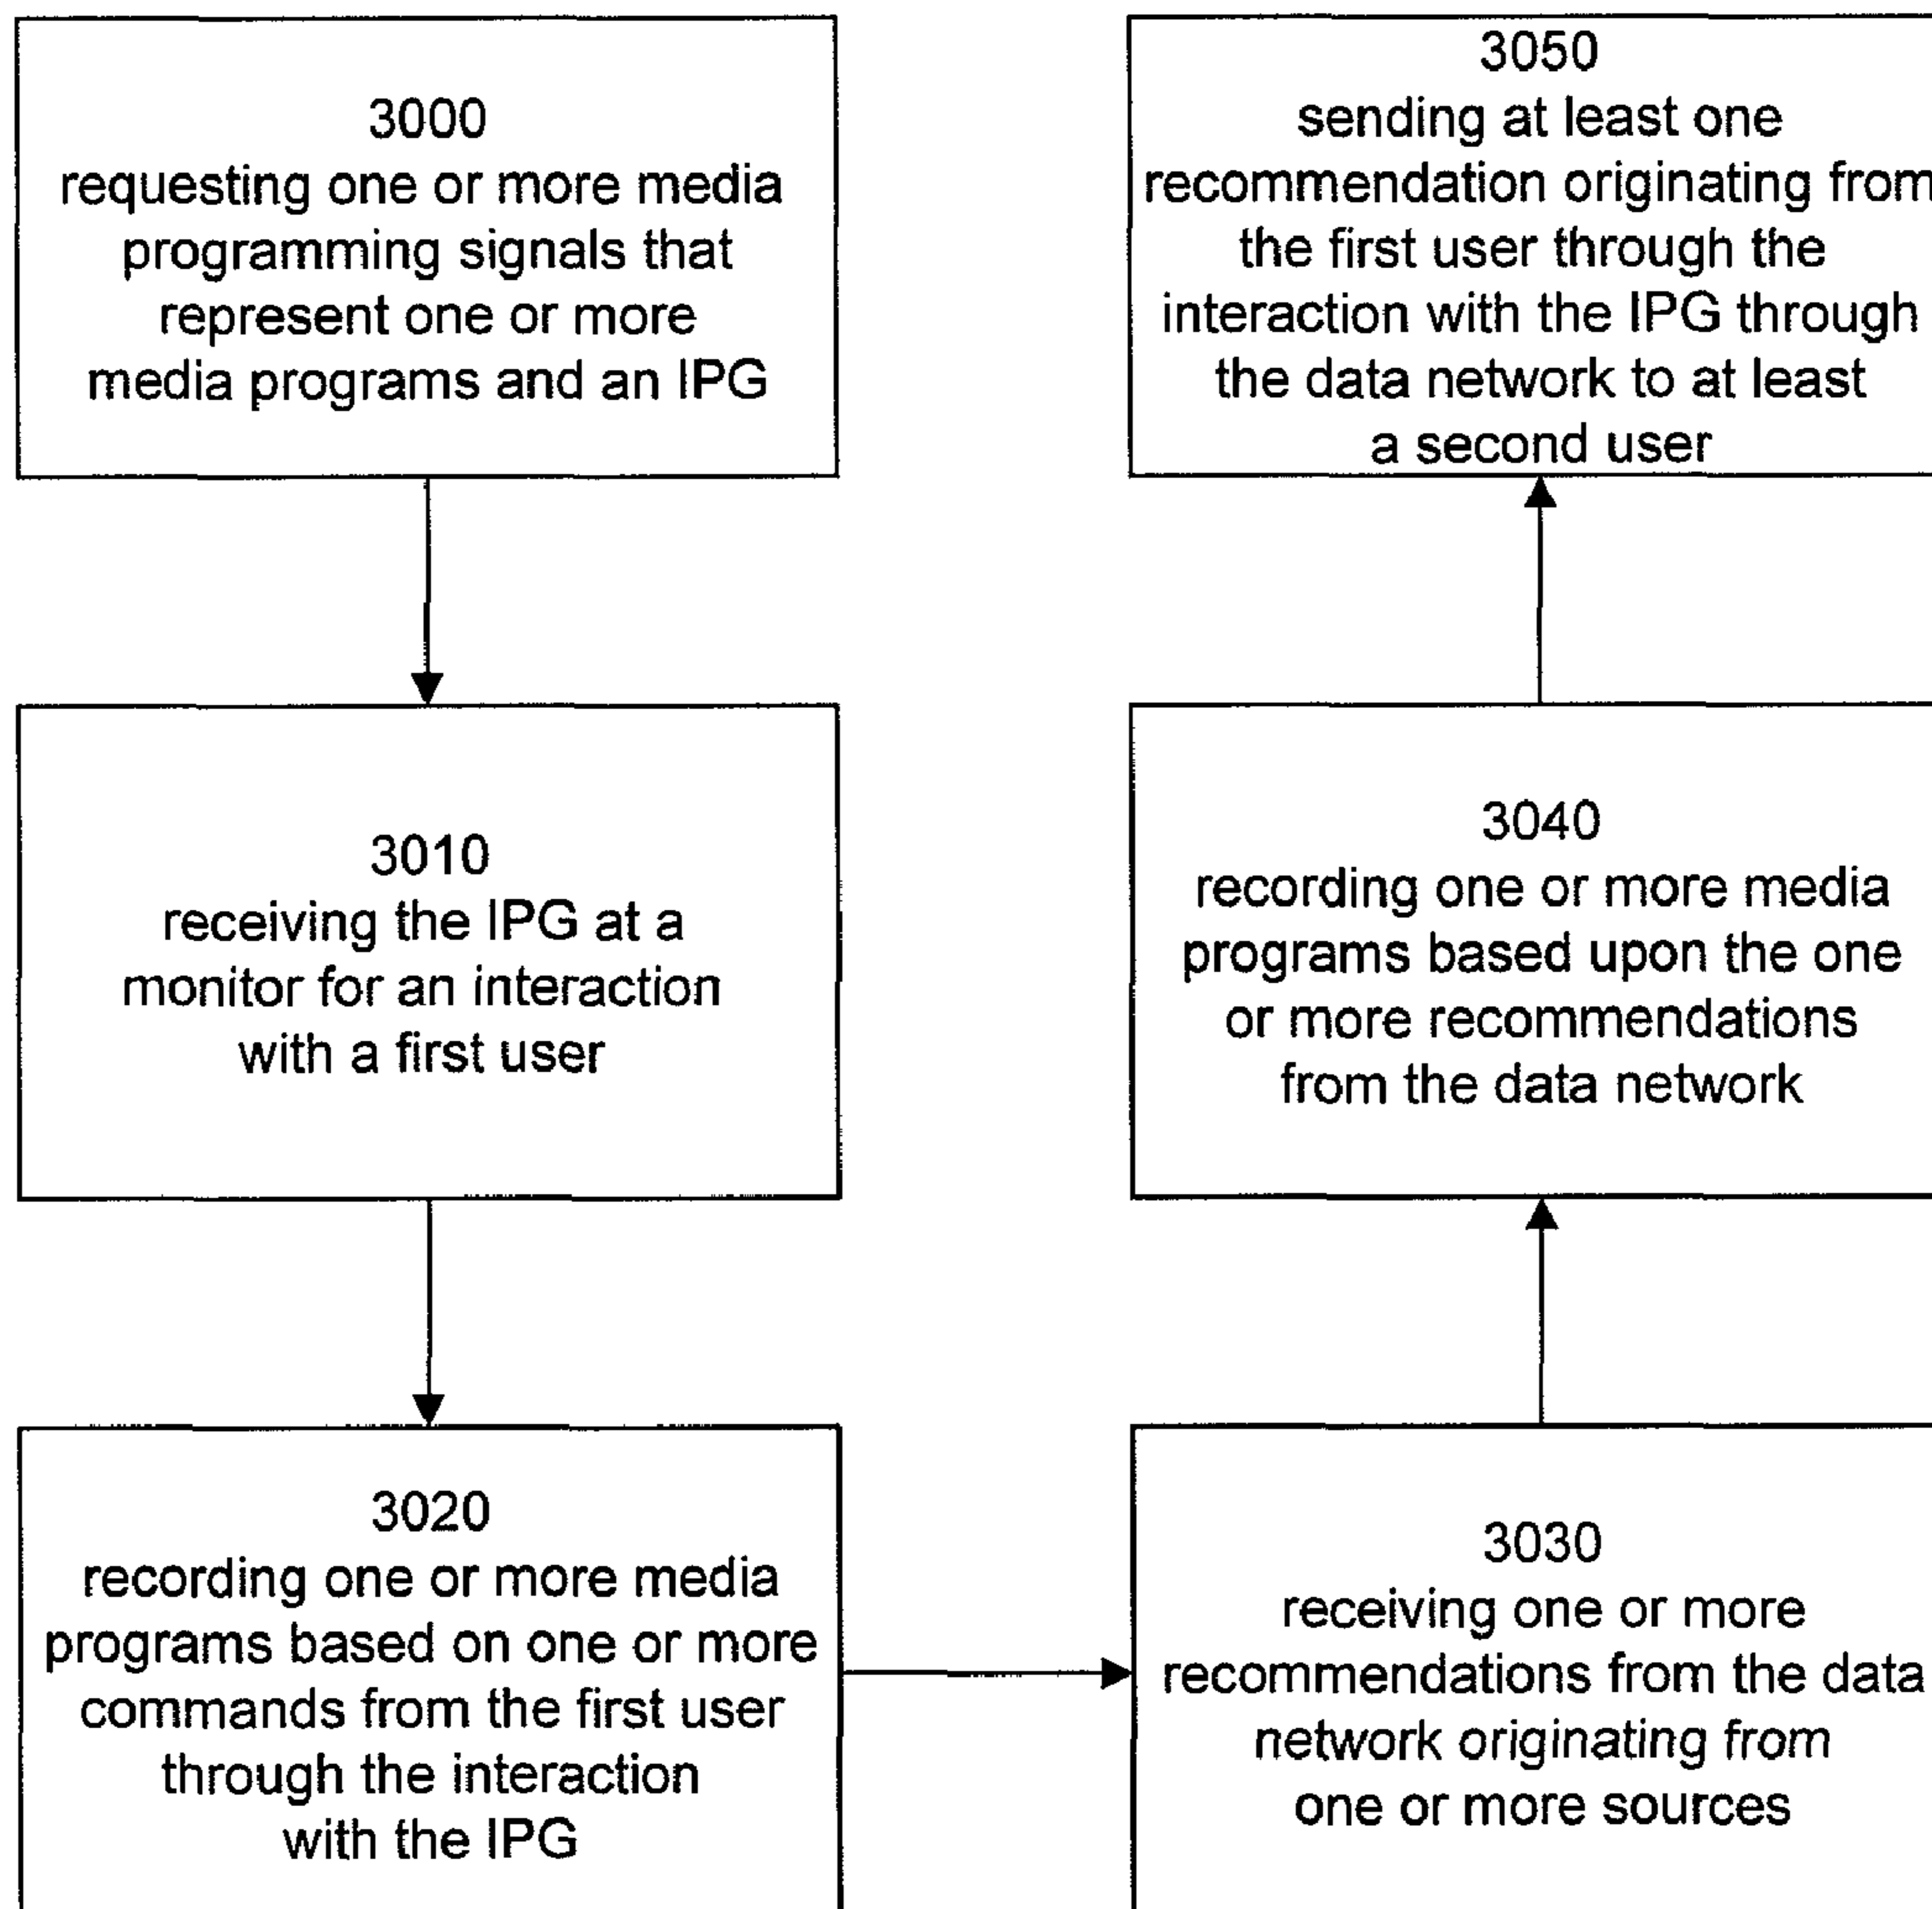 3000
requesting one or more media
programming signals that
represent one or more
media programs and an IPG
3010
receiving the IPG at a
monitor for an interaction
with a first user
3020
recording one or more media
programs based on one or more
commands from the first user
through the interaction
with the IPG
3030
receiving one or more
recommendations from the data
network originating from
one or more sources
3040
recording one or more media
programs based upon the one
or more recommendations
from the data network
3050
sending at least one
recommendation originating from
the first user through the
interaction with the IPG through
the data network to at least
a second user